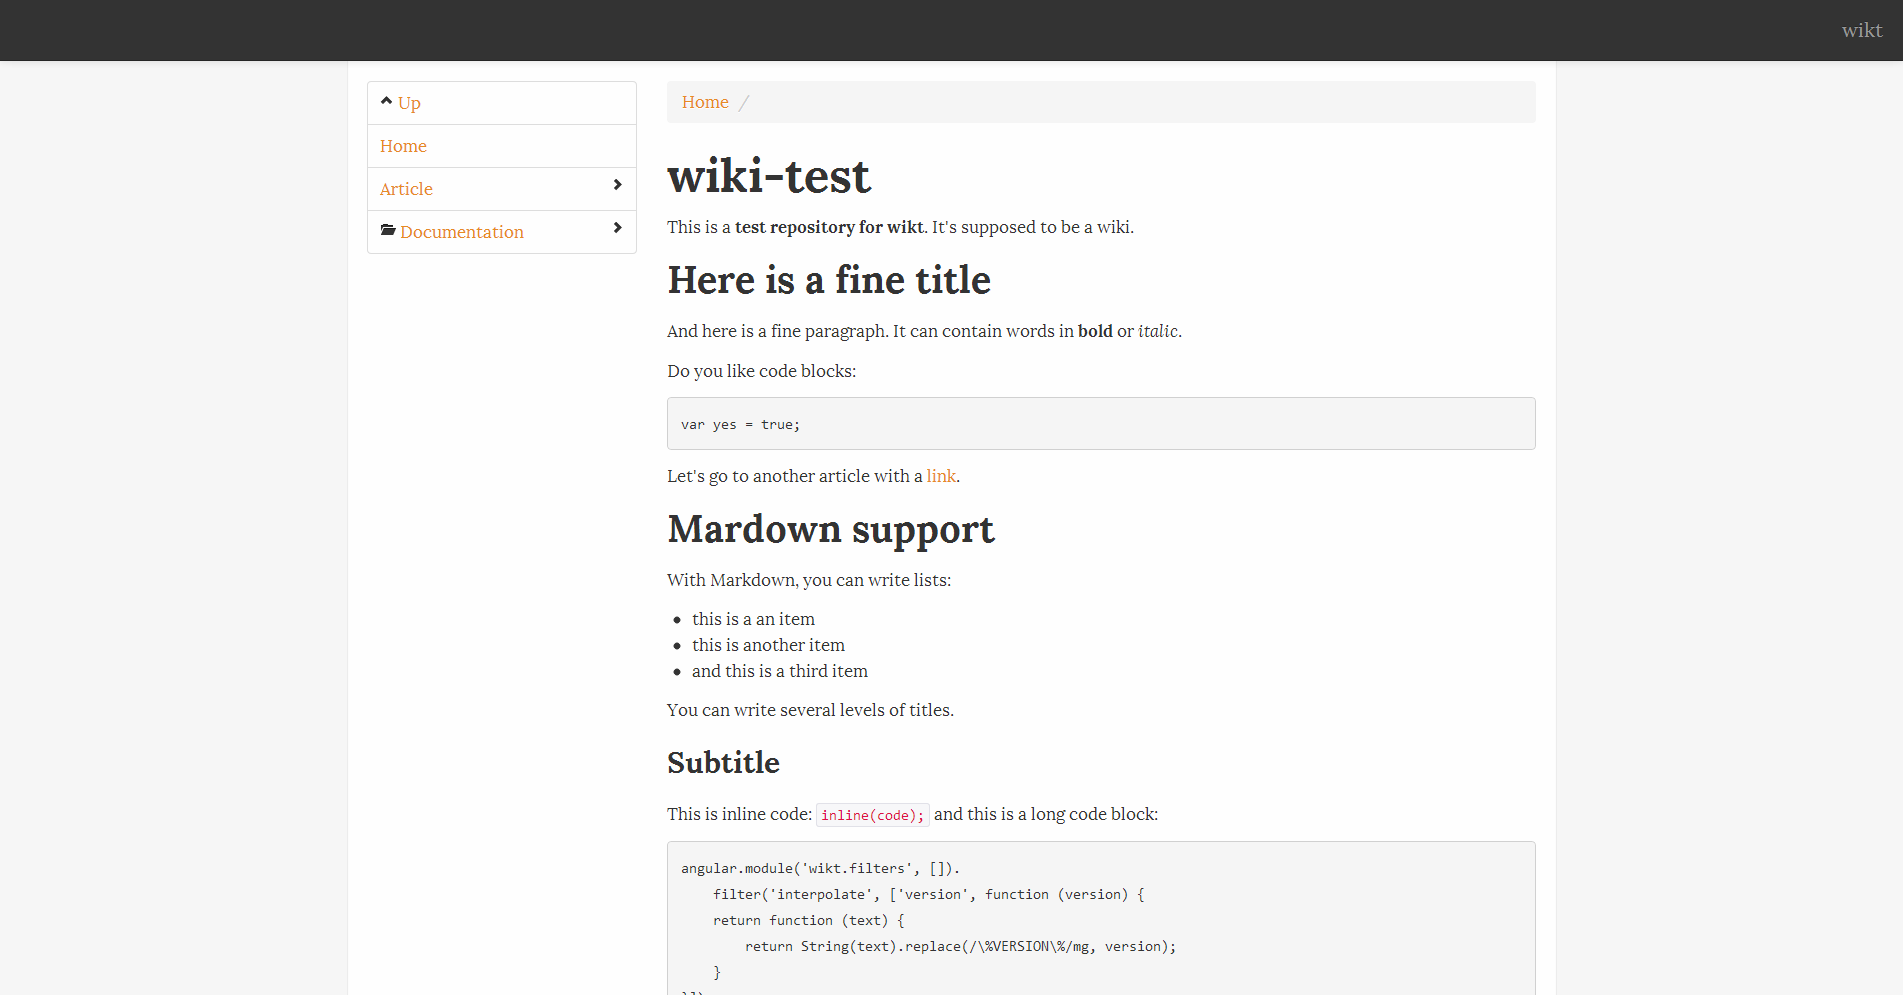 wikt
Up
Home
Article
Documentation
Home /
wiki-test
This is a test repository for wikt. It's supposed to be a wiki.
Here is a fine title
And here is a fine paragraph. It can contain words in bold or italic.
Do you like code blocks:
var yes = true;
Let's go to another article with a link.
Mardown support
With Markdown, you can write lists:
this is a an item
this is another item
and this is a third item
You can write several levels of titles.
Subtitle
This is inline code: inline(code); and this is a long code block:
angular.module('wikt.filters', []).
    filter('interpolate', ['version', function (version) {
    return function (text) {
        return String(text).replace(/\%VERSION\%/mg, version);
    }